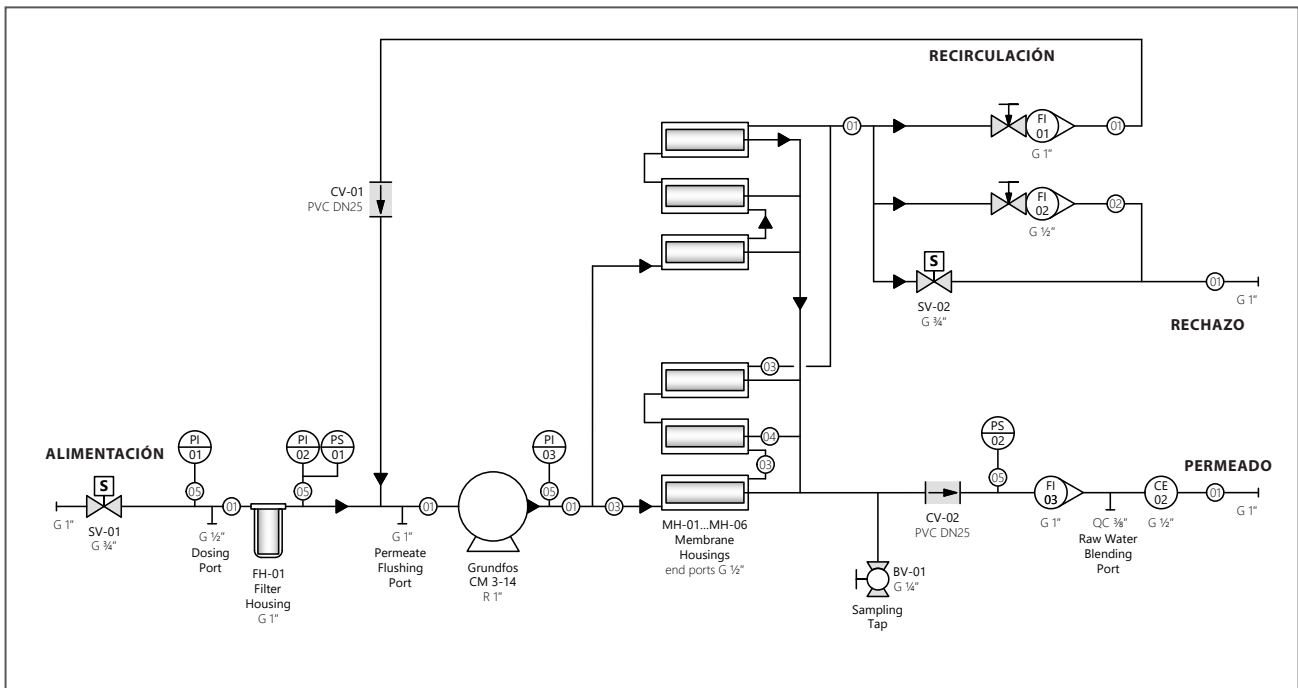 RECIRCULACIÓN
01
FI
01
01
G 1"
CV-01
PVC DN25
FI
02
02
G ½"
S
SV-02
G ¾"
01
G 1"
RECHAZO
03
04
03
ALIMENTACIÓN
PI
01
05
PI
02
PS
01
05
S
G 1"
SV-01
G ¾"
01
G ½"
Dosing
Port
FH-01
Filter
Housing
G 1"
G 1"
Permeate
Flushing
Port
01
Grundfos
CM 3-14
R 1"
PI
03
05
01
03
MH-01...MH-06
Membrane
Housings
end ports G ½"
BV-01
G ¼"
Sampling
Tap
CV-02
PVC DN25
PS
02
05
FI
03
G 1"
QC ⅜"
Raw Water
Blending
Port
CE
02
G ½"
PERMEADO
01
G 1"